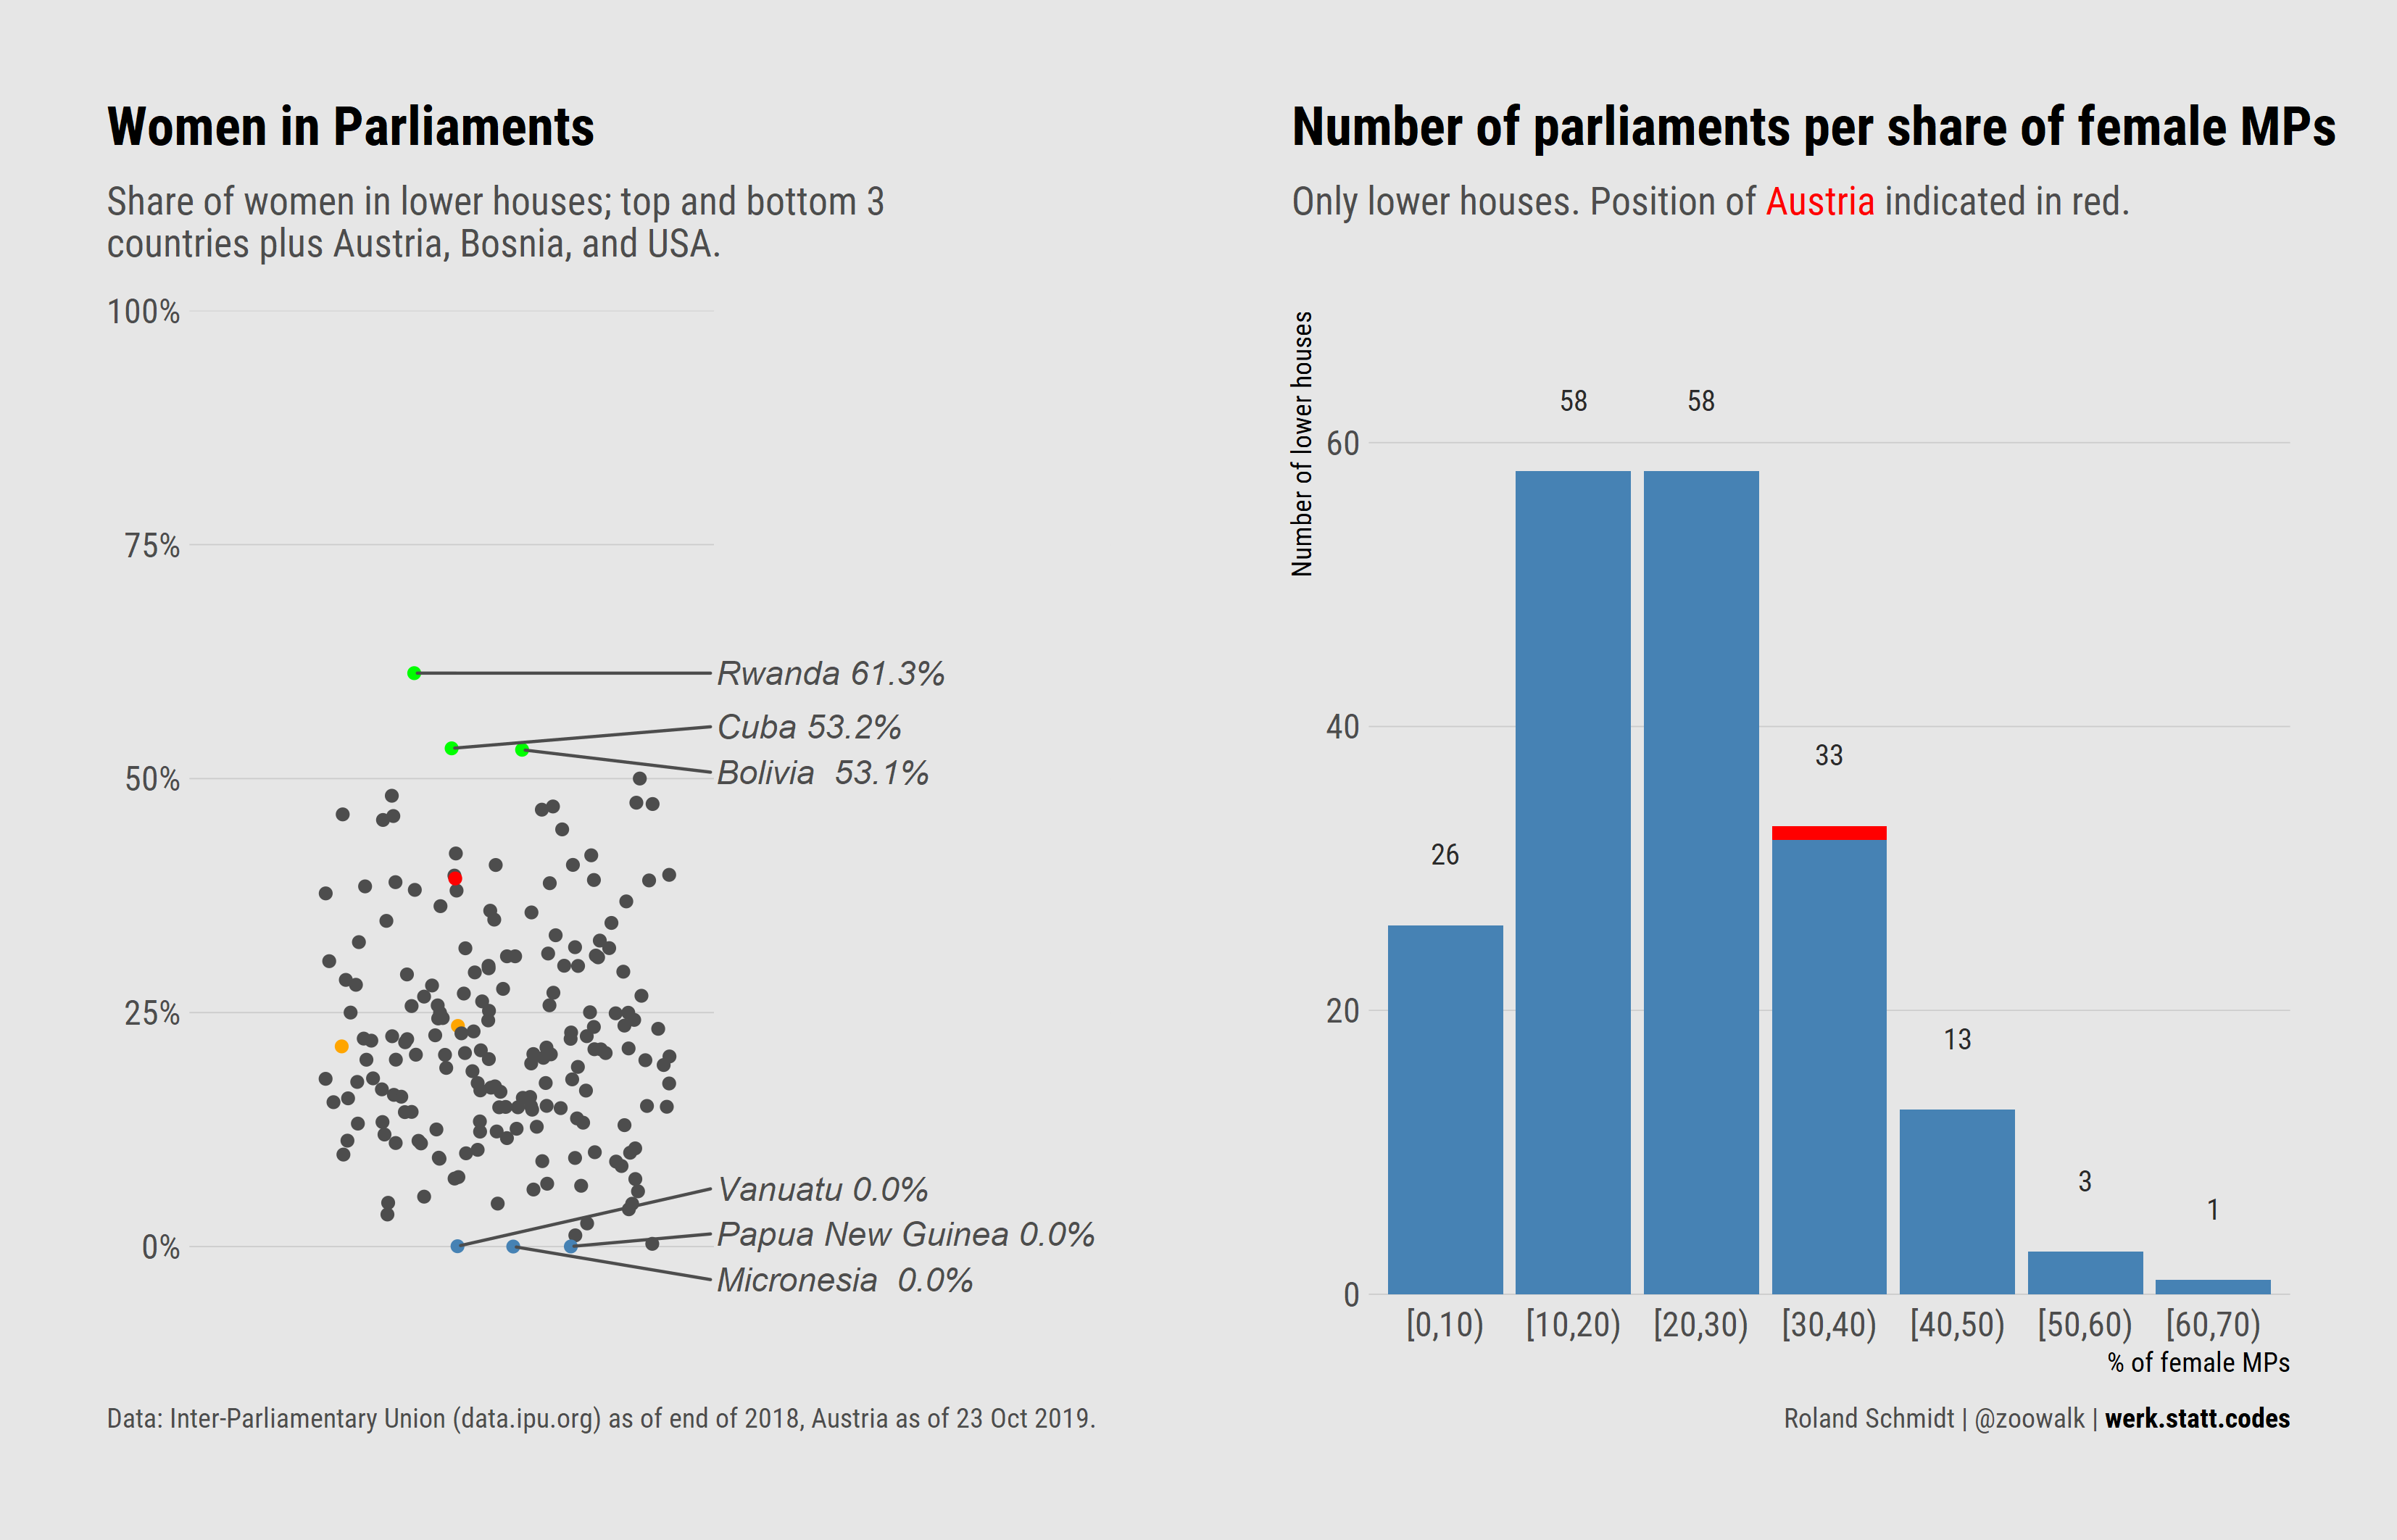 Women in Parliaments
Share of women in lower houses; top and bottom 3
countries plus Austria, Bosnia, and USA.
100%
75%
50%
25%
0%
Rwanda 61.3%
Cuba 53.2%
Bolivia  53.1%
Vanuatu 0.0%
Papua New Guinea 0.0%
Micronesia  0.0%
Data: Inter-Parliamentary Union (data.ipu.org) as of end of 2018, Austria as of 23 Oct 2019.
Number of parliaments per share of female MPs
Only lower houses. Position of Austria indicated in red.
Number of lower houses
60
40
20
0
26
58
58
33
13
3
1
[0,10)
[10,20)
[20,30)
[30,40)
[40,50)
[50,60)
[60,70)
% of female MPs
Roland Schmidt | @zoowalk | werk.statt.codes